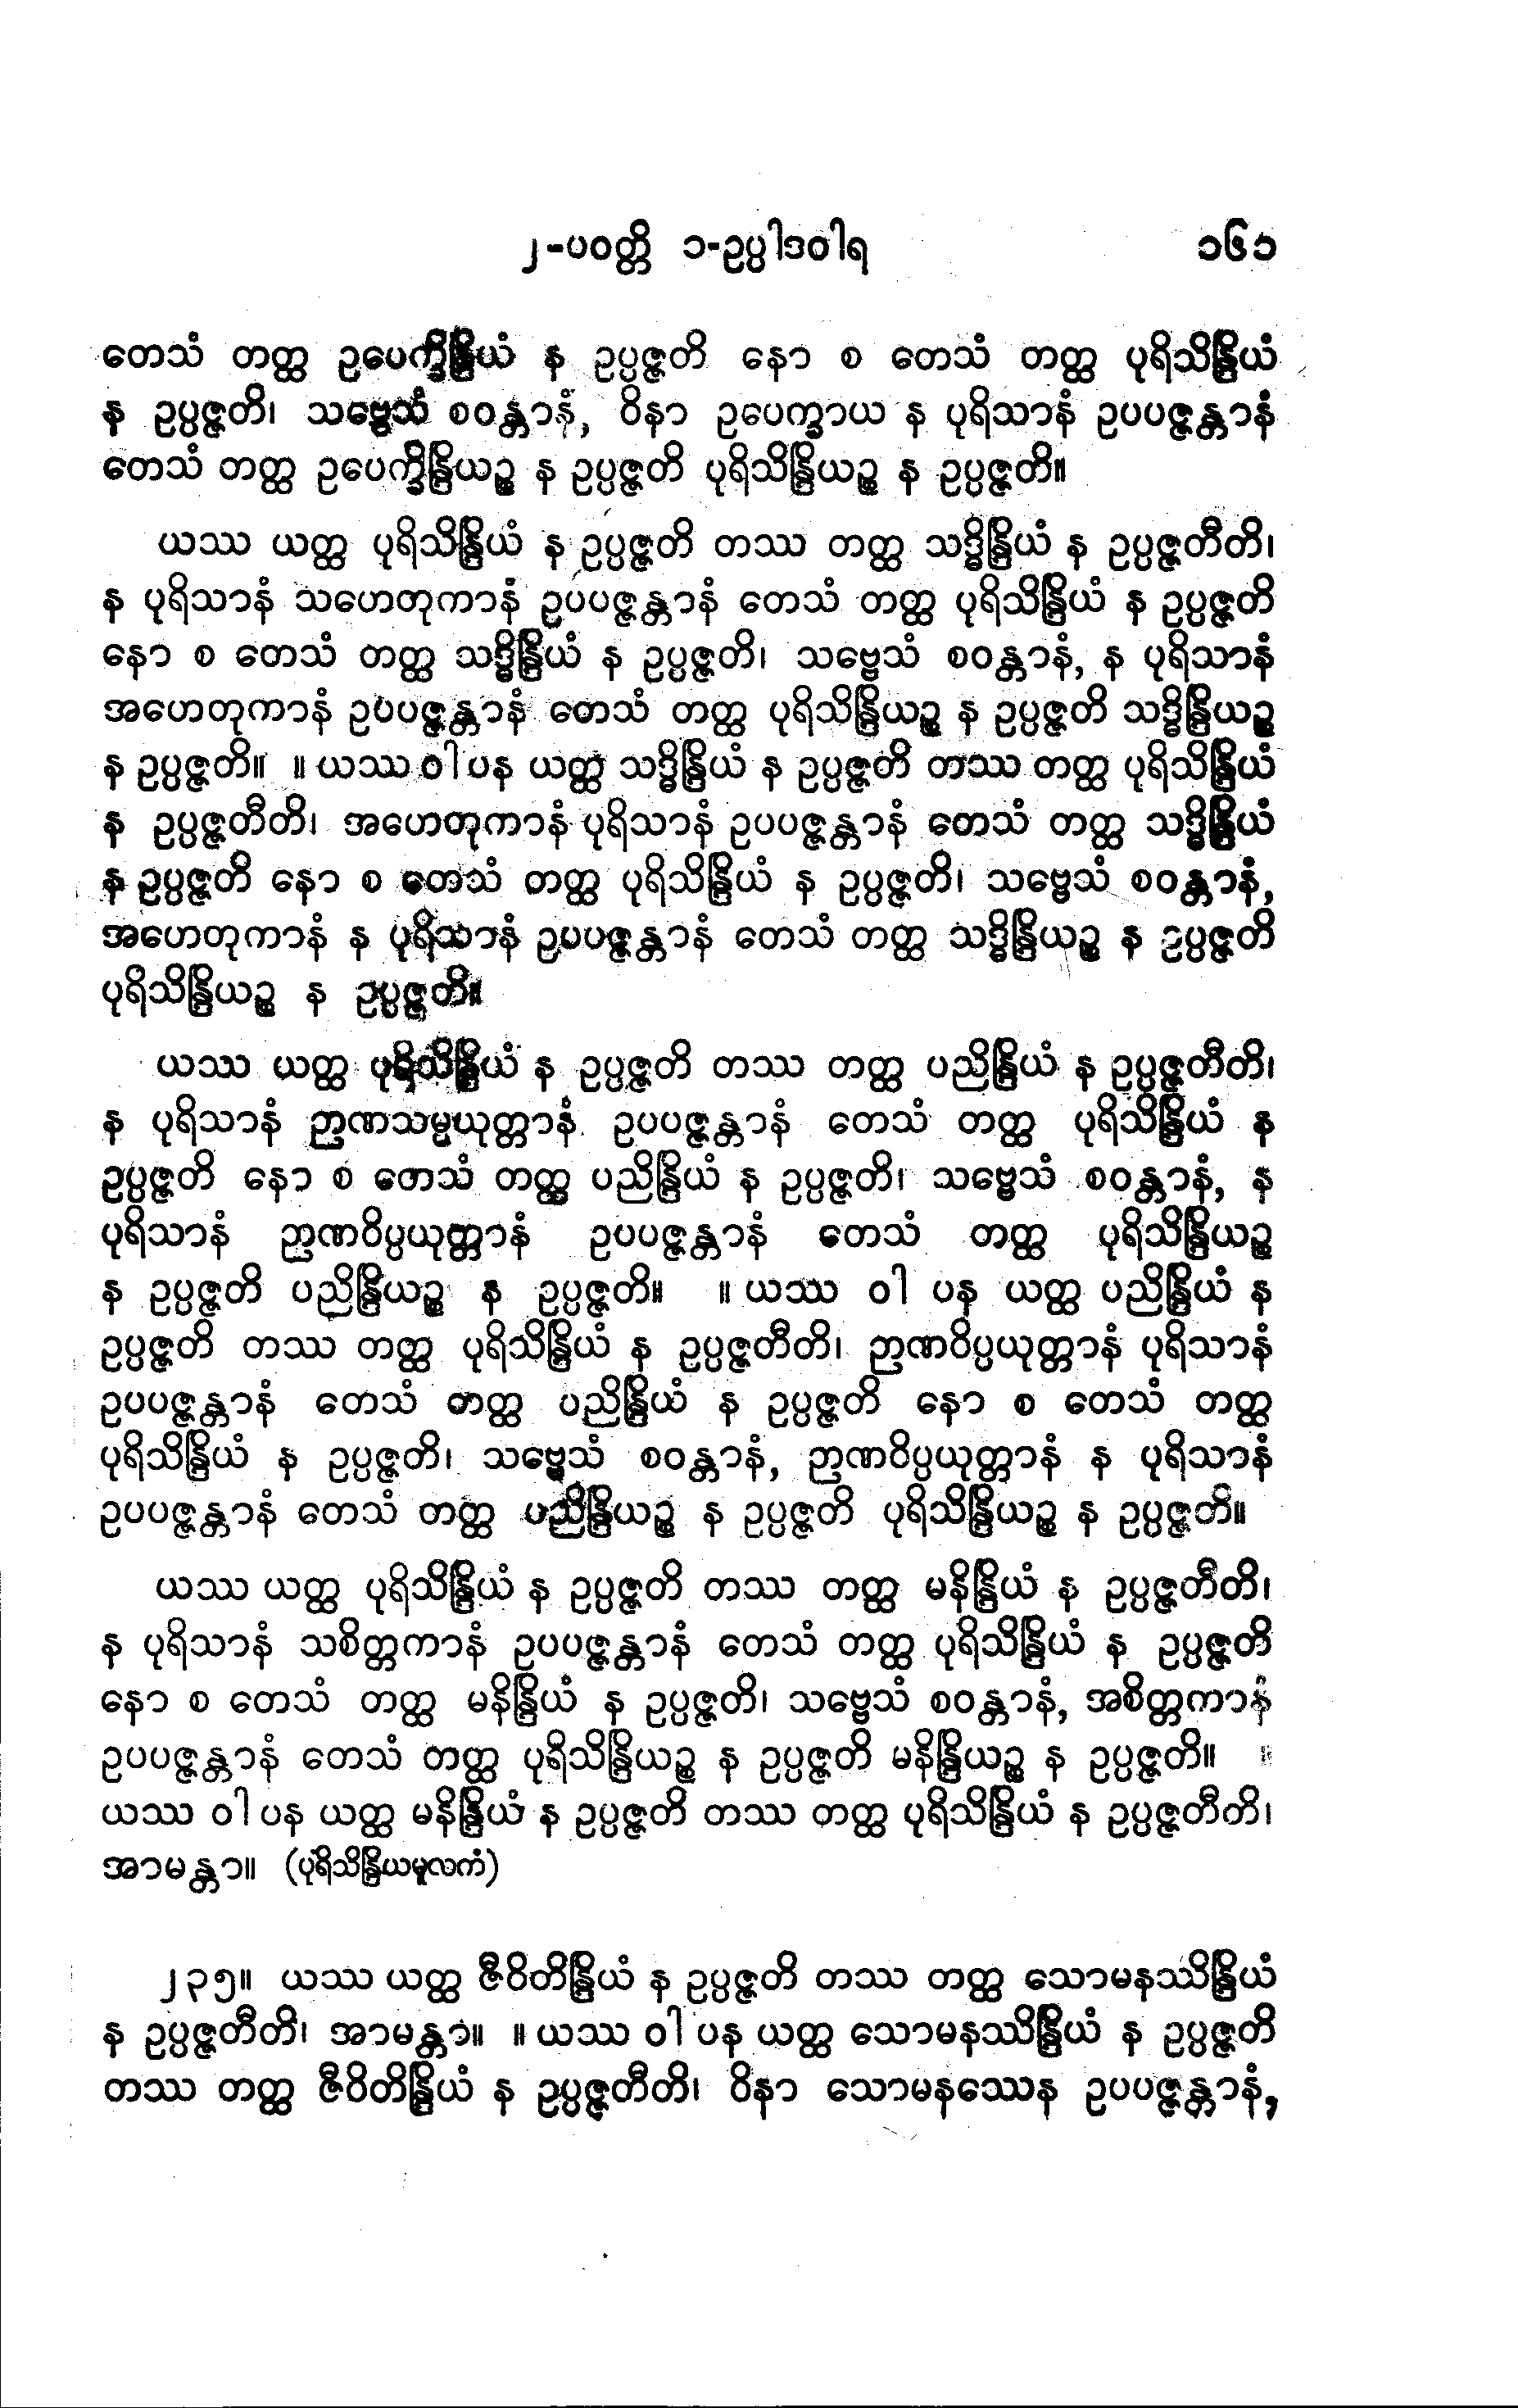 ၂-ပဝတ္တိ ၁-ဥပ္ပါဒဝါရ ၁၆၁
တေသံ တတ္ထ ဥပေက္ခိန္ဒြိယံ န ဥပ္ပဇ္ဇတိ နော စ တေသံ တတ္ထ ပုရိသိန္ဒြိယံ
န ဥပ္ပဇ္ဇတိ၊ သဗ္ဗေသံ စဝန္တာနံ, ဝိနာ ဥပေက္ခာယ န ပုရိသာနံ ဥပပဇ္ဇန္တာနံ
တေသံ တတ္ထ ဥပေက္ခိန္ဒြိယဉ္စ န ဥပ္ပဇ္ဇတိ ပုရိသိန္ဒြိယဉ္စ န ဥပ္ပဇ္ဇတိ။
ယဿ ယတ္ထ ပုရိသိန္ဒြိယံ န ဥပ္ပဇ္ဇတိ တဿ တတ္ထ သဒ္ဓိန္ဒြိယံ န ဥပ္ပဇ္ဇတီတိ၊
န ပုရိသာနံ သဟေတုကာနံ ဥပပဇ္ဇန္တာနံ တေသံ တတ္ထ ပုရိသိန္ဒြိယံ န ဥပ္ပဇ္ဇတိ
နော စ တေသံ တတ္ထ သဒ္ဓိန္ဒြိယံ န ဥပ္ပဇ္ဇတိ၊ သဗ္ဗေသံ စဝန္တာနံ, န ပုရိသာနံ
အဟေတုကာနံ ဥပပဇ္ဇန္တာနံ တေသံ တတ္ထ ပုရိသိန္ဒြိယဉ္စ န ဥပ္ပဇ္ဇတိ သဒ္ဓိန္ဒြိယဉ္စ
န ဥပ္ပဇ္ဇတိ။ ။ ယဿ ဝါ ပန ယတ္ထ သဒ္ဓိန္ဒြိယံ န ဥပ္ပဇ္ဇတိ တဿ တတ္ထ ပုရိသိန္ဒြိယံ
န ဥပ္ပဇ္ဇတီတိ၊ အဟေတုကာနံ ပုရိသာနံ ဥပပဇ္ဇန္တာနံ တေသံ တတ္ထ သဒ္ဓိန္ဒြိယံ
န ဥပ္ပဇ္ဇတိ နော စ တေသံ တတ္ထ ပုရိသိန္ဒြိယံ န ဥပ္ပဇ္ဇတိ၊ သဗ္ဗေသံ စဝန္တာနံ,
အဟေတုကာနံ န ပုရိသာနံ ဥပပဇ္ဇန္တာနံ တေသံ တတ္ထ သဒ္ဓိန္ဒြိယဉ္စ န ဥပ္ပဇ္ဇတိ
ပုရိသိန္ဒြိယဉ္စ န ဥပ္ပဇ္ဇတိ။
ယဿ ယတ္ထ ပုရိသိန္ဒြိယံ န ဥပ္ပဇ္ဇတိ တဿ တတ္ထ ပညိန္ဒြိယံ န ဥပ္ပဇ္ဇတီတိ၊
န ပုရိသာနံ ဉာဏသမ္ပယုတ္တာနံ ဥပပဇ္ဇန္တာနံ တေသံ တတ္ထ ပုရိသိန္ဒြိယံ န
ဥပ္ပဇ္ဇတိ နော စ တေသံ တတ္ထ ပညိန္ဒြိယံ န ဥပ္ပဇ္ဇတိ၊ သဗ္ဗေသံ စဝန္တာနံ, န
ပုရိသာနံ ဉာဏဝိပ္ပယုတ္တာနံ ဥပပဇ္ဇန္တာနံ တေသံ တတ္ထ ပုရိသိန္ဒြိယဉ္စ
န ဥပ္ပဇ္ဇတိ ပညိန္ဒြိယဉ္စ န ဥပ္ပဇ္ဇတိ။ ။ ယဿ ဝါ ပန ယတ္ထ ပညိန္ဒြိယံ န
ဥပ္ပဇ္ဇတိ တဿ တတ္ထ ပုရိသိန္ဒြိယံ န ဥပ္ပဇ္ဇတီတိ၊ ဉာဏဝိပ္ပယုတ္တာနံ ပုရိသာနံ
ဥပပဇ္ဇန္တာနံ တေသံ တတ္ထ ပညိန္ဒြိယံ န ဥပ္ပဇ္ဇတိ နော စ တေသံ တတ္ထ
ပုရိသိန္ဒြိယံ န ဥပ္ပဇ္ဇတိ၊ သဗ္ဗေသံ စဝန္တာနံ, ဉာဏဝိပ္ပယုတ္တာနံ န ပုရိသာနံ
ဥပပဇ္ဇန္တာနံ တေသံ တတ္ထ ပညိန္ဒြိယဉ္စ န ဥပ္ပဇ္ဇတိ ပုရိသိန္ဒြိယဉ္စ န ဥပ္ပဇ္ဇတိ။
ယဿ ယတ္ထ ပုရိသိန္ဒြိယံ န ဥပ္ပဇ္ဇတိ တဿ တတ္ထ မနိန္ဒြိယံ န ဥပ္ပဇ္ဇတီတိ၊
န ပုရိသာနံ သစိတ္တကာနံ ဥပပဇ္ဇန္တာနံ တေသံ တတ္ထ ပုရိသိန္ဒြိယံ န ဥပ္ပဇ္ဇတိ
နော စ တေသံ တတ္ထ မနိန္ဒြိယံ န ဥပ္ပဇ္ဇတိ၊ သဗ္ဗေသံ စဝန္တာနံ, အစိတ္တကာနံ
ဥပပဇ္ဇန္တာနံ တေသံ တတ္ထ ပုရိသိန္ဒြိယဉ္စ န ဥပ္ပဇ္ဇတိ မနိန္ဒြိယဉ္စ န ဥပ္ပဇ္ဇတိ။ ။
ယဿ ဝါ ပန ယတ္ထ မနိန္ဒြိယံ န ဥပ္ပဇ္ဇတိ တဿ တတ္ထ ပုရိသိန္ဒြိယံ န ဥပ္ပဇ္ဇတီတိ၊
အာမန္တာ။ (ပုရိသိန္ဒြိယမူလကံ)
၂၃၅။ ယဿ ယတ္ထ ဇီဝိတိန္ဒြိယံ န ဥပ္ပဇ္ဇတိ တဿ တတ္ထ သောမနဿိန္ဒြိယံ
န ဥပ္ပဇ္ဇတီတိ၊ အာမန္တာ။ ။ ယဿ ဝါ ပန ယတ္ထ သောမနဿိန္ဒြိယံ န ဥပ္ပဇ္ဇတိ
တဿ တတ္ထ ဇီဝိတိန္ဒြိယံ န ဥပ္ပဇ္ဇတီတိ၊ ဝိနာ သောမနဿေန ဥပပဇ္ဇန္တာနံ,